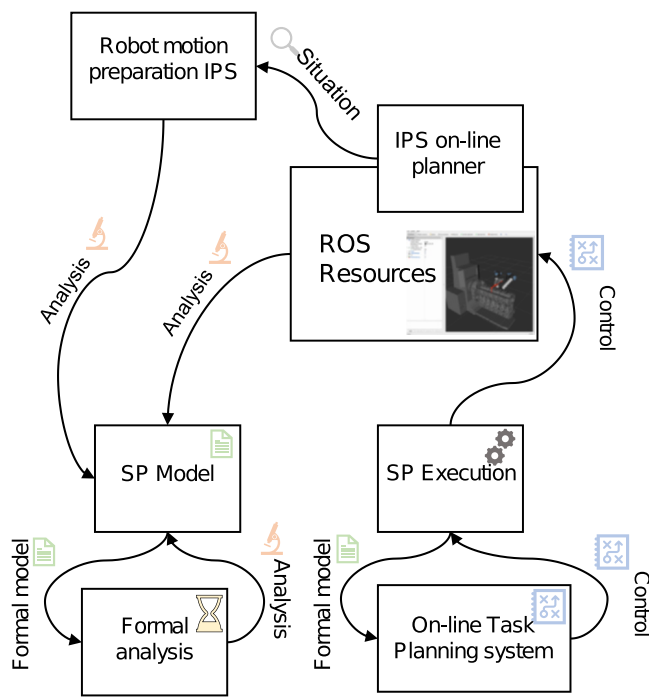 Robot motion
preparation IPS
Situation
IPS on-line
planner
ROS
Resources
Analysis
Analysis
Control
SP Model
SP Execution
Formal model
Analysis
Formal model
Control
Formal
analysis
On-line Task
Planning system